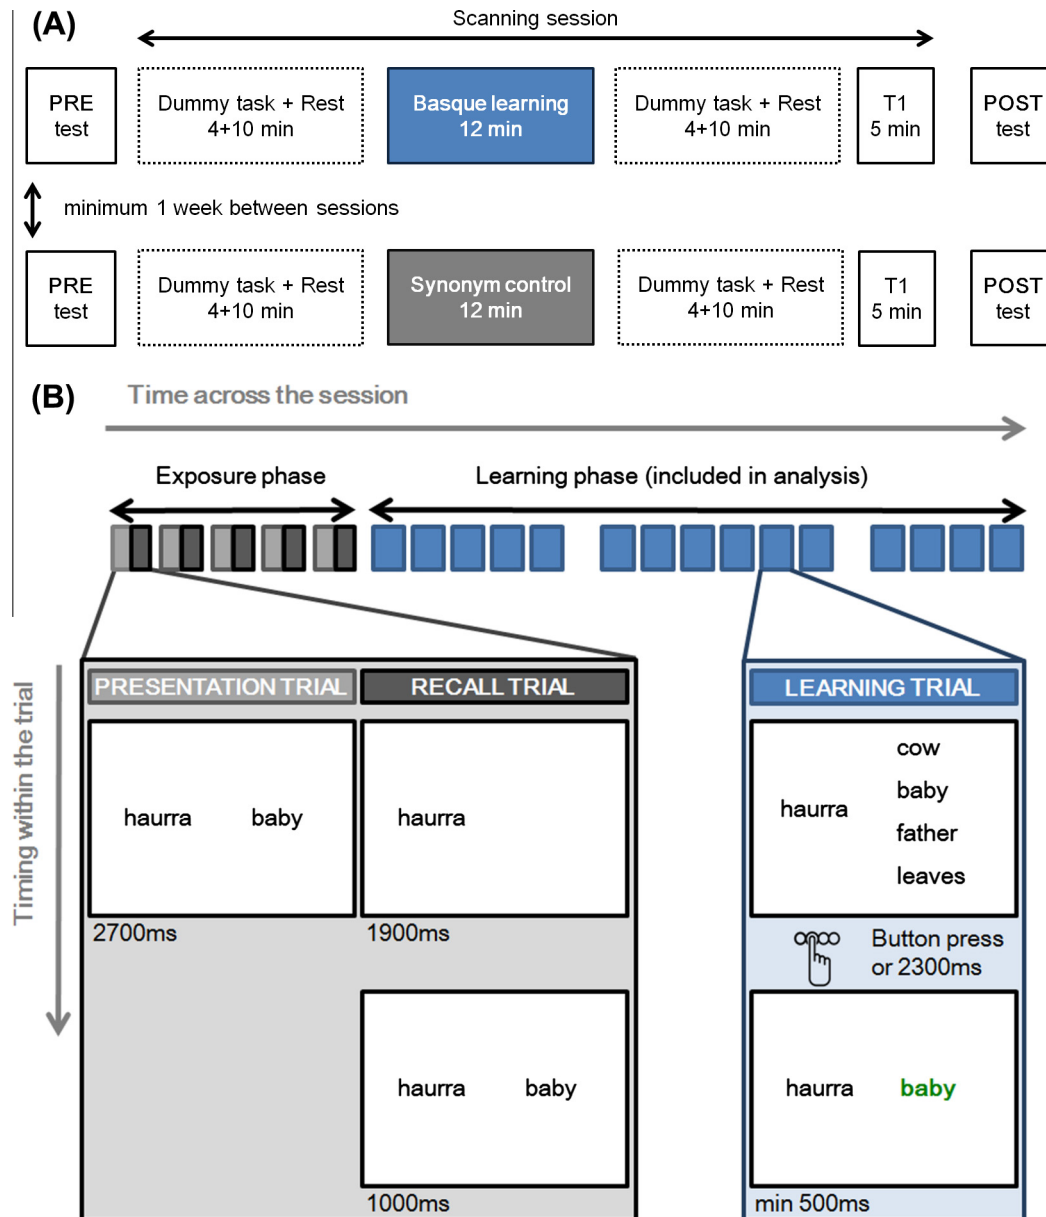 (A)
Scanning session
PRE
test
Dummy task + Rest
4+10 min
Basque learning
12 min
Dummy task + Rest
4+10 min
T1
5 min
POST
test
minimum 1 week between sessions
PRE
test
Dummy task + Rest
4+10 min
Synonym control
12 min
Dummy task + Rest
4+10 min
T1
5 min
POST
test
(B)
Time across the session
Exposure phase
Learning phase (included in analysis)
Timing within the trial
PRESENTATION TRIAL
haurra baby
2700ms
RECALL TRIAL
haurra
1900ms
haurra baby
1000ms
LEARNING TRIAL
haurra
cow
baby
father
leaves
Button press
or 2300ms
haurra baby
min 500ms